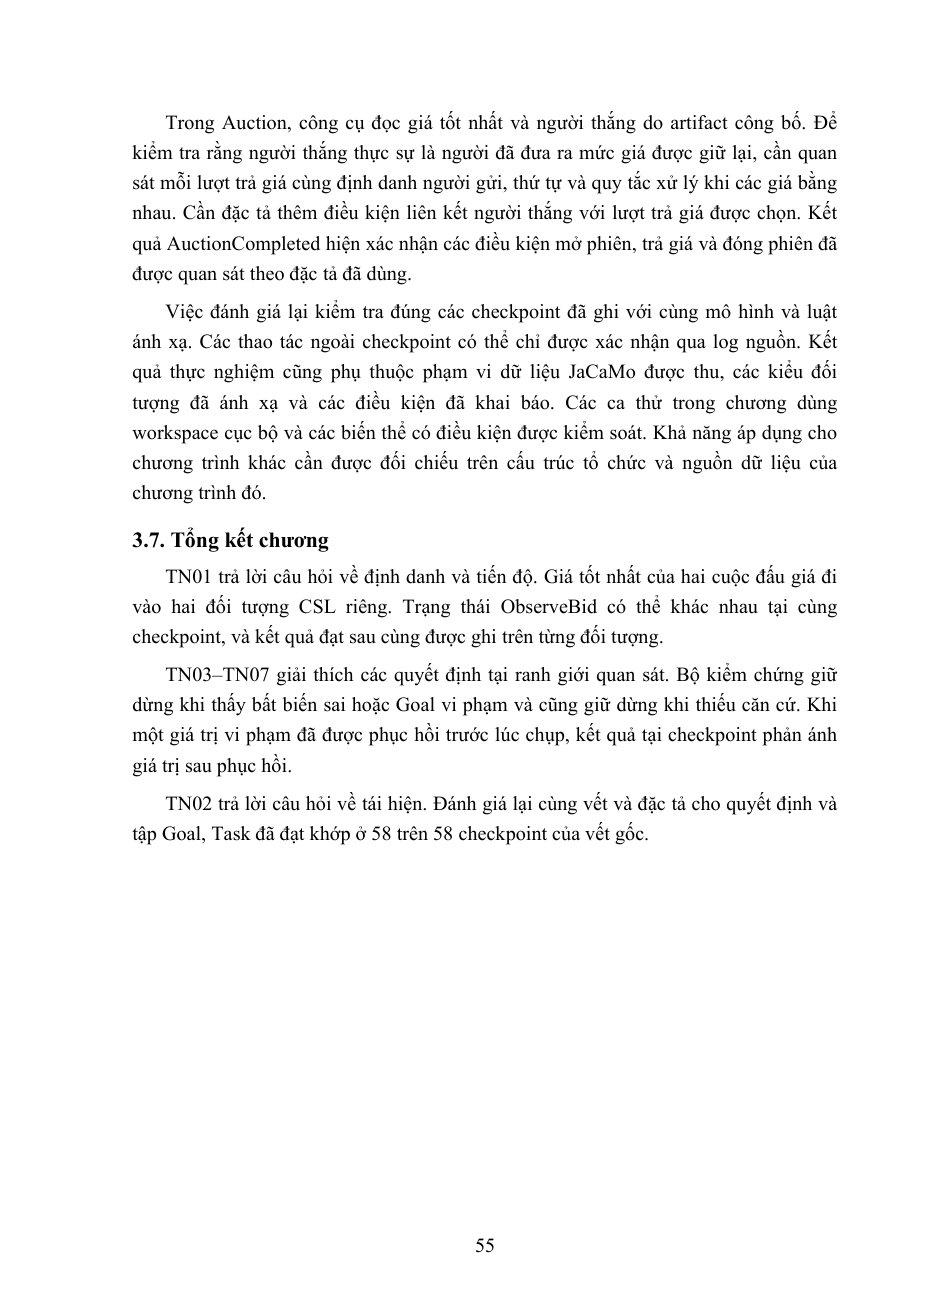 Trong Auction, công cụ đọc giá tốt nhất và người thắng do artifact công bố. Để
kiểm tra rằng người thắng thực sự là người đã đưa ra mức giá được giữ lại, cần quan
sát mỗi lượt trả giá cùng định danh người gửi, thứ tự và quy tắc xử lý khi các giá bằng
nhau. Cần đặc tả thêm điều kiện liên kết người thắng với lượt trả giá được chọn. Kết
quả AuctionCompleted hiện xác nhận các điều kiện mở phiên, trả giá và đóng phiên đã
được quan sát theo đặc tả đã dùng.
Việc đánh giá lại kiểm tra đúng các checkpoint đã ghi với cùng mô hình và luật
ánh xạ. Các thao tác ngoài checkpoint có thể chỉ được xác nhận qua log nguồn. Kết
quả thực nghiệm cũng phụ thuộc phạm vi dữ liệu JaCaMo được thu, các kiểu đối
tượng đã ánh xạ và các điều kiện đã khai báo. Các ca thử trong chương dùng
workspace cục bộ và các biến thể có điều kiện được kiểm soát. Khả năng áp dụng cho
chương trình khác cần được đối chiếu trên cấu trúc tổ chức và nguồn dữ liệu của
chương trình đó.
3.7. Tổng kết chương
TN01 trả lời câu hỏi về định danh và tiến độ. Giá tốt nhất của hai cuộc đấu giá đi
vào hai đối tượng CSL riêng. Trạng thái ObserveBid có thể khác nhau tại cùng
checkpoint, và kết quả đạt sau cùng được ghi trên từng đối tượng.
TN03–TN07 giải thích các quyết định tại ranh giới quan sát. Bộ kiểm chứng giữ
dừng khi thấy bất biến sai hoặc Goal vi phạm và cũng giữ dừng khi thiếu căn cứ. Khi
một giá trị vi phạm đã được phục hồi trước lúc chụp, kết quả tại checkpoint phản ánh
giá trị sau phục hồi.
TN02 trả lời câu hỏi về tái hiện. Đánh giá lại cùng vết và đặc tả cho quyết định và
tập Goal, Task đã đạt khớp ở 58 trên 58 checkpoint của vết gốc.
55